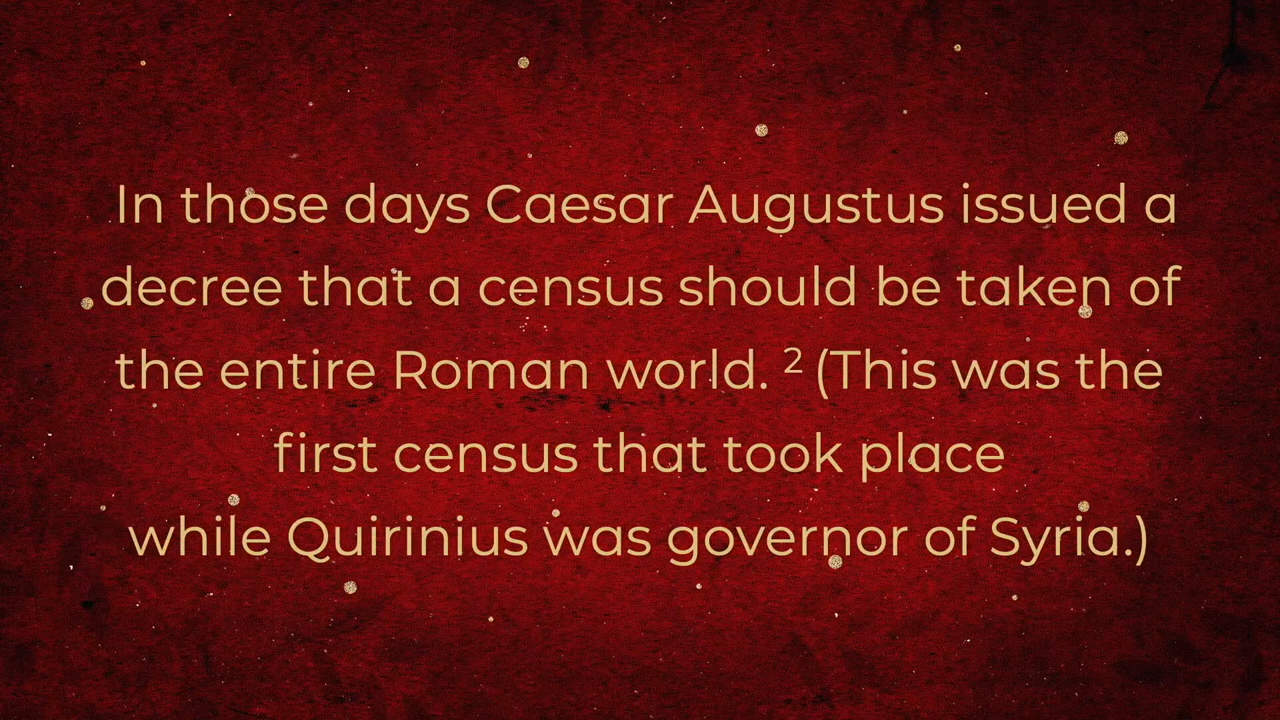 In those days Caesar Augustus issued a
decree that a census should be taken of
the entire Roman world. ² (This was the
first census that took place
while Quirinius was governor of Syria.)